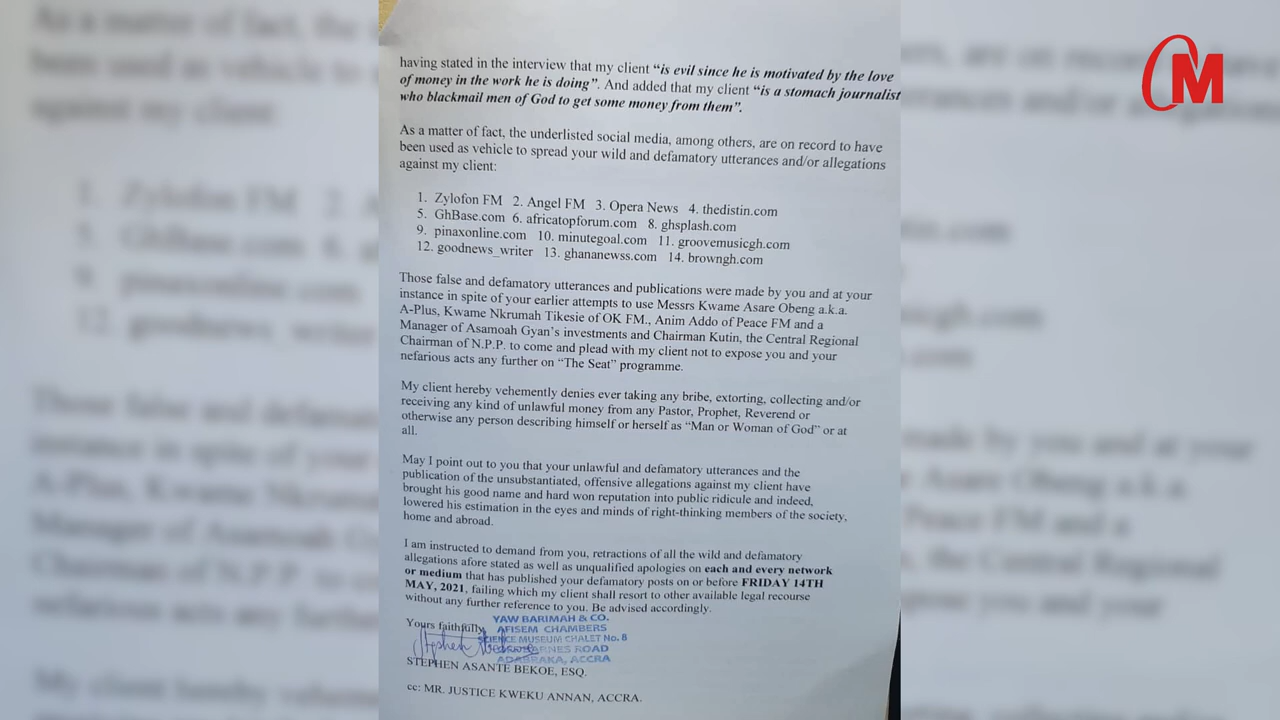 having stated in the interview that my client “is evil since he is motivated by the love
of money in the work he is doing”. And added that my client “is a stomach journalist
who blackmail men of God to get some money from them”.
As a matter of fact, the underlisted social media, among others, are on record to have
been used as vehicle to spread your wild and defamatory utterances and/or allegations
against my client:
1. Zylofon FM 2. Angel FM 3. Opera News 4. thedistin.com
5. GhBase.com 6. africatopforum.com 8. ghsplash.com
9. pinaxonline.com 10. minutegoal.com 11. groovemusicgh.com
12. goodnews_writer 13. ghananewss.com 14. browngh.com
Those false and defamatory utterances and publications were made by you and at your
instance in spite of your earlier attempts to use Messrs Kwame Asare Obeng a.k.a.
A-Plus, Kwame Nkrumah Tikesie of OK FM., Anim Addo of Peace FM and a
Manager of Asamoah Gyan’s investments and Chairman Kutin, the Central Regional
Chairman of N.P.P. to come and plead with my client not to expose you and your
nefarious acts any further on “The Seat” programme.
My client hereby vehemently denies ever taking any bribe, extorting, collecting and/or
receiving any kind of unlawful money from any Pastor, Prophet, Reverend or
otherwise any person describing himself or herself as “Man or Woman of God” or at
all.
May I point out to you that your unlawful and defamatory utterances and the
publication of the unsubstantiated, offensive allegations against my client have
brought his good name and hard won reputation into public ridicule and indeed,
lowered his estimation in the eyes and minds of right-thinking members of the society,
home and abroad.
I am instructed to demand from you, retractions of all the wild and defamatory
allegations afore stated as well as unqualified apologies on each and every network
or medium that has published your defamatory posts on or before FRIDAY 14TH
MAY, 2021, failing which my client shall resort to other available legal recourse
without any further reference to you. Be advised accordingly.
Yours faithfully,
YAW BARIMAH & CO.
AFISEM CHAMBERS
SCIENCE MUSEUM CHALET No. 8
ROAD
ADABRAKA, ACCRA
STEPHEN ASANTE BEKOE, ESQ.
cc: MR. JUSTICE KWEKU ANNAN, ACCRA.
M